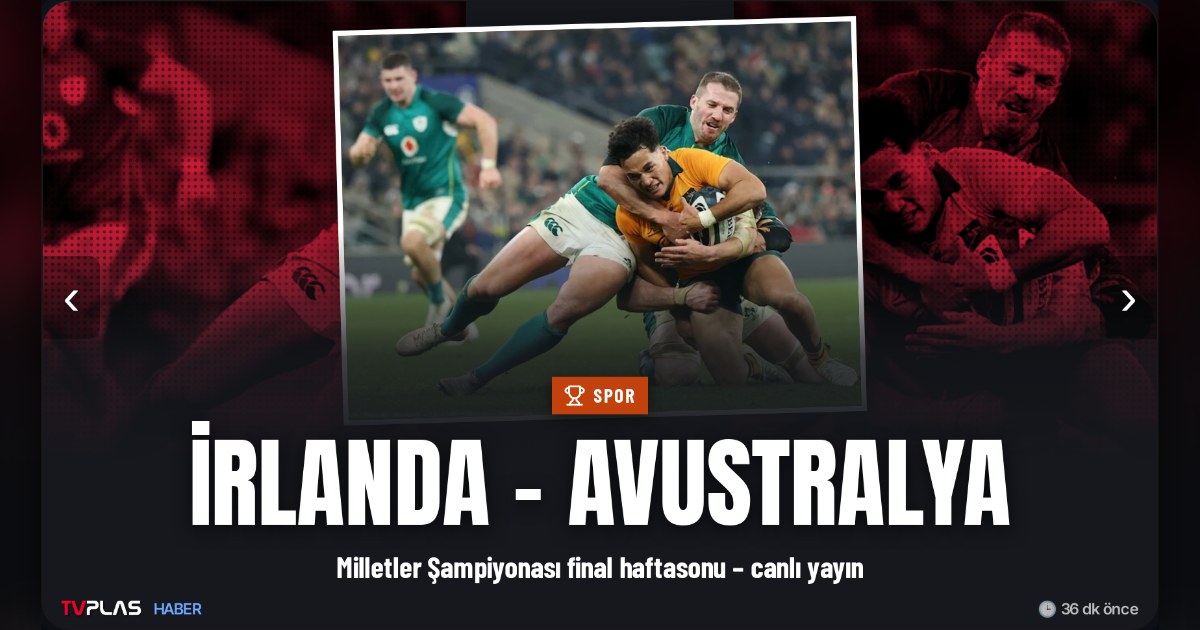 SPOR
İRLANDA - AVUSTRALYA
Milletler Şampiyonası final haftasonu – canlı yayın
TVPLAS HABER
36 dk önce